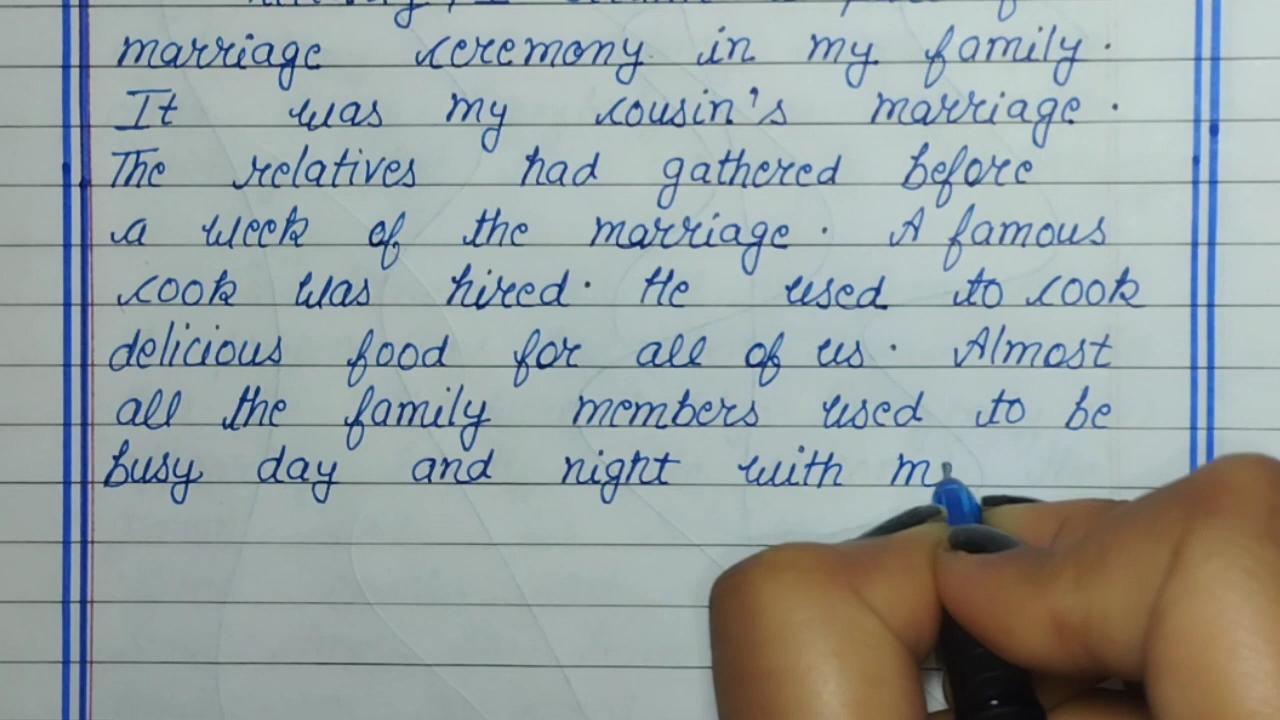 marriage ceremony in my family.
It was my cousin's marriage.
The relatives had gathered before
a week of the marriage. A famous
cook was hired. He used to cook
delicious food for all of us. Almost
all the family members used to be
busy day and night with m